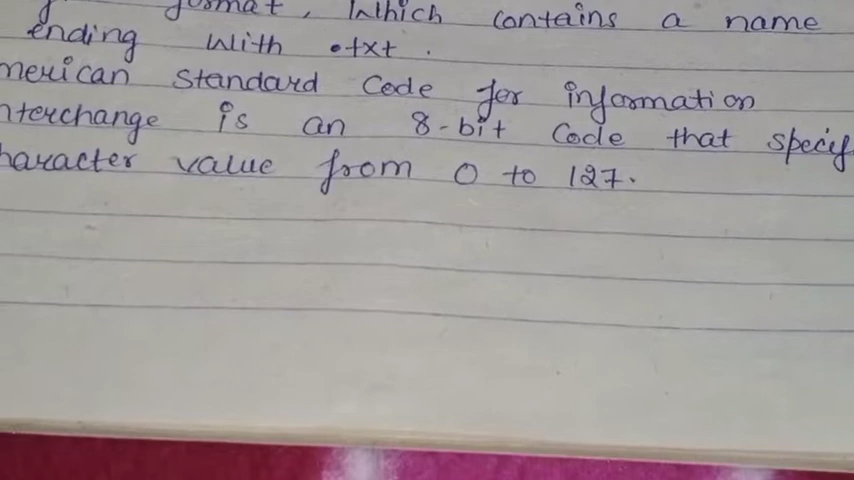 format, which contains a name
ending with .txt.
merican standard code for information
nterchange is an 8-bit code that specif
haracter value from 0 to 127.